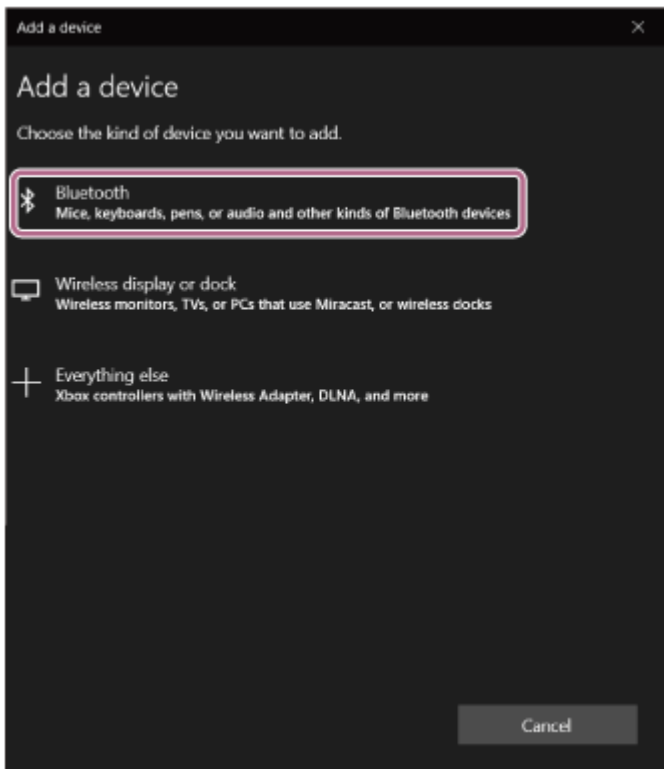 Add a device
Add a device
Choose the kind of device you want to add.
Bluetooth
Mice, keyboards, pens, or audio and other kinds of Bluetooth devices
Wireless display or dock
Wireless monitors, TVs, or PCs that use Miracast, or wireless docks
Everything else
Xbox controllers with Wireless Adapter, DLNA, and more
Cancel